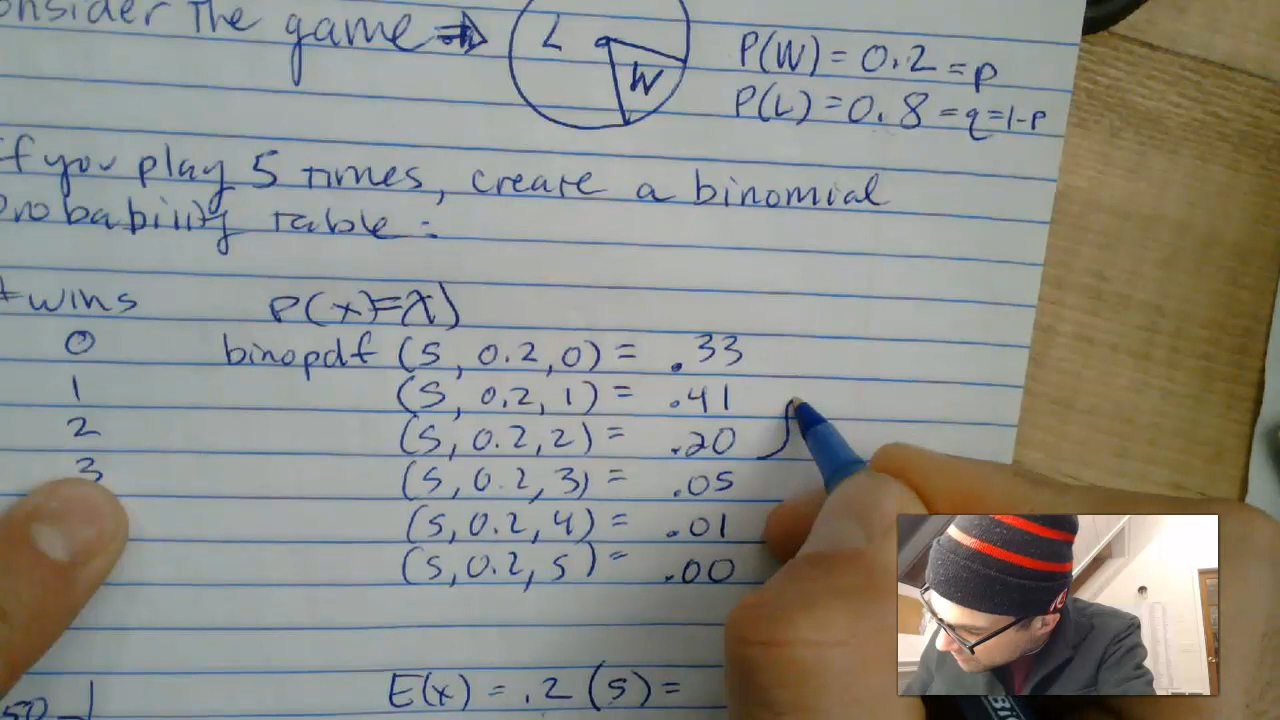 onsider The game ⇒ L W P(W) = 0.2 = p
P(L) = 0.8 = q = 1-p
If you play 5 times, create a binomial
probability table:
# wins P(x)=X)
0 binopdf (5, 0.2, 0) = .33
1 (5, 0.2, 1) = .41
2 (5, 0.2, 2) = .20
3 (5, 0.2, 3) = .05
(5, 0.2, 4) = .01
(5, 0.2, 5) = .00
E(x) = .2 (5) =